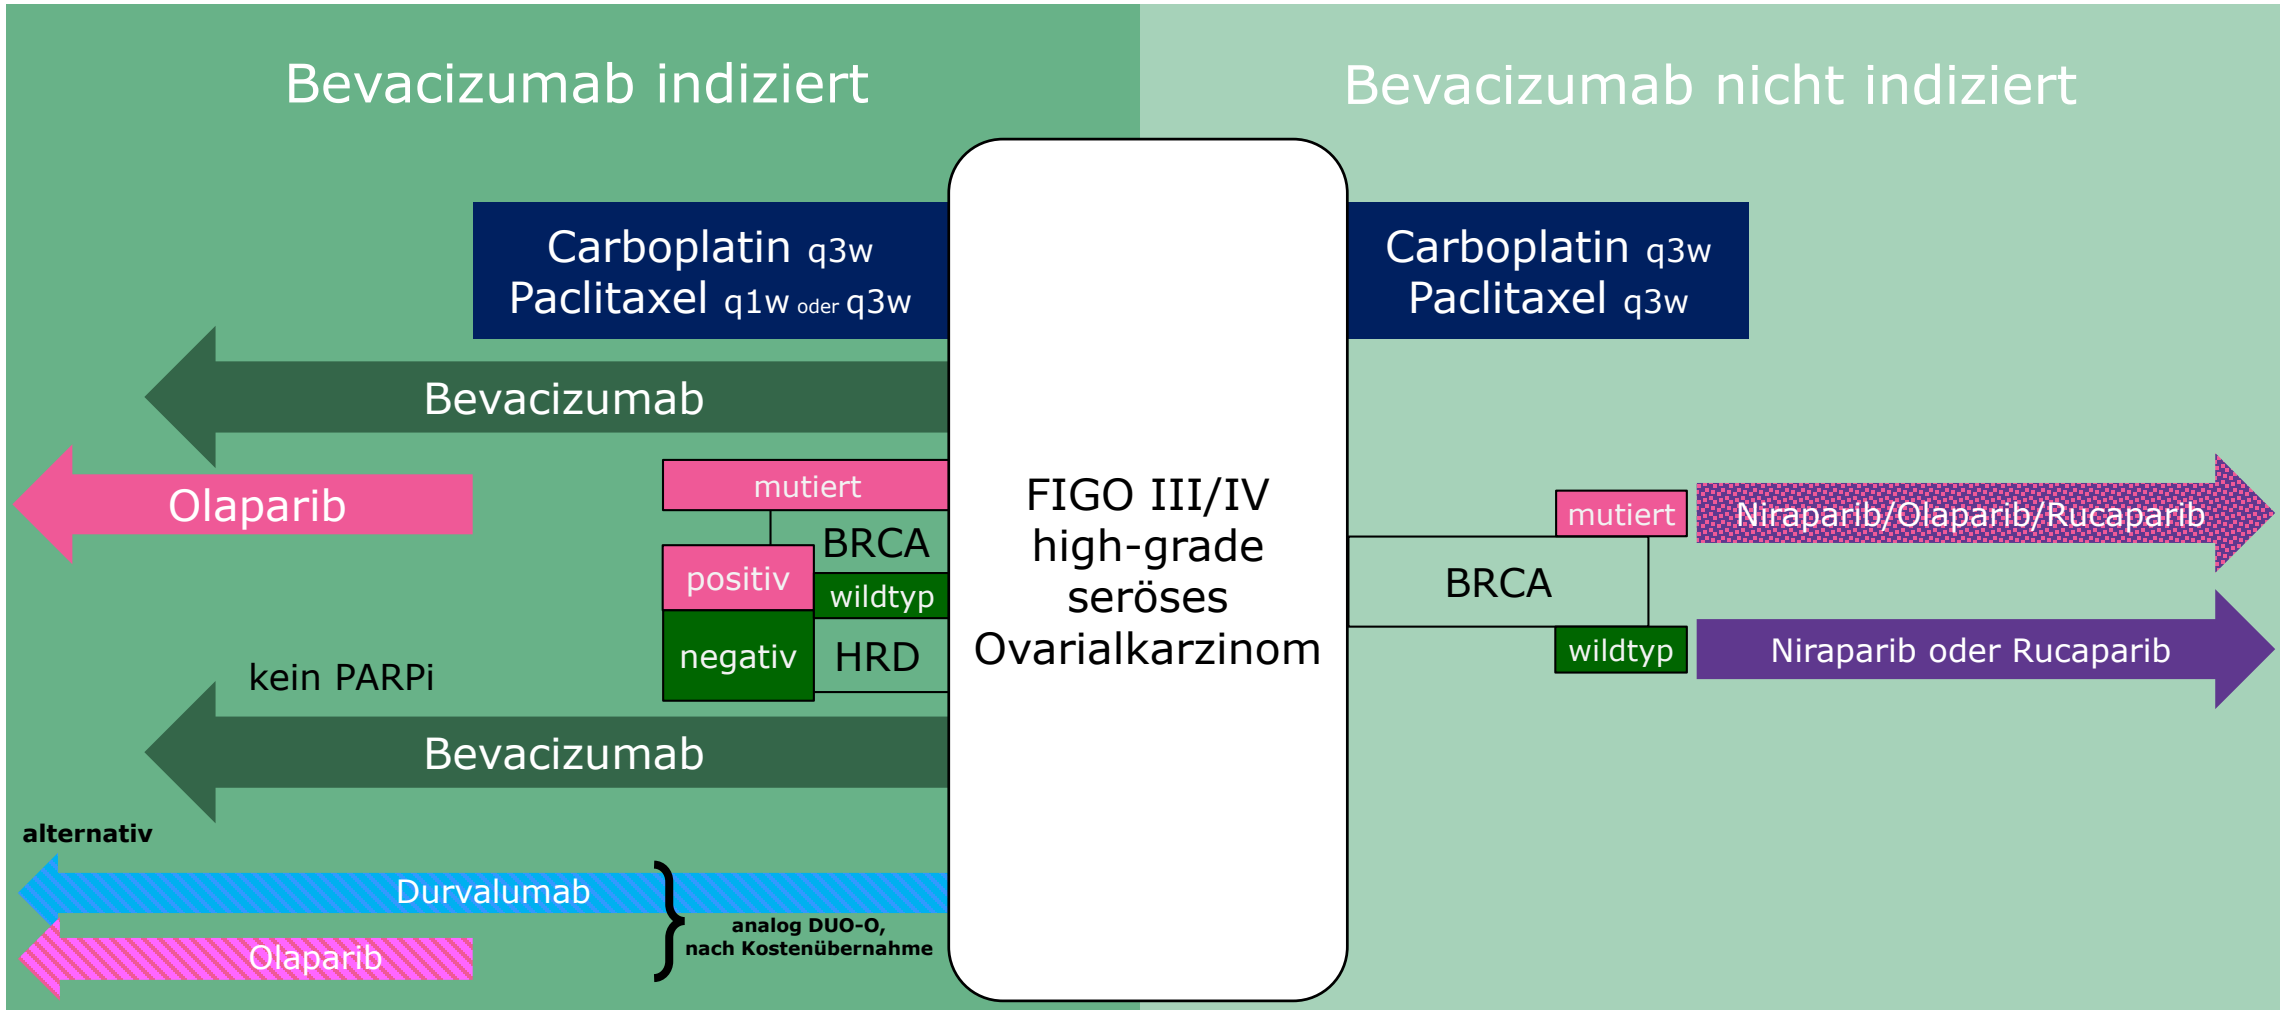 Bevacizumab indiziert
Bevacizumab nicht indiziert
Carboplatin q3w
Paclitaxel q1w oder q3w
Carboplatin q3w
Paclitaxel q3w
Bevacizumab
Olaparib
mutiert
BRCA
positiv
wildtyp
negativ
HRD
kein PARPi
Bevacizumab
alternativ
Durvalumab
analog DUO-O,
nach Kostenübernahme
Olaparib
FIGO III/IV
high-grade
seröses
Ovarialkarzinom
mutiert
Niraparib/Olaparib/Rucaparib
BRCA
wildtyp
Niraparib oder Rucaparib